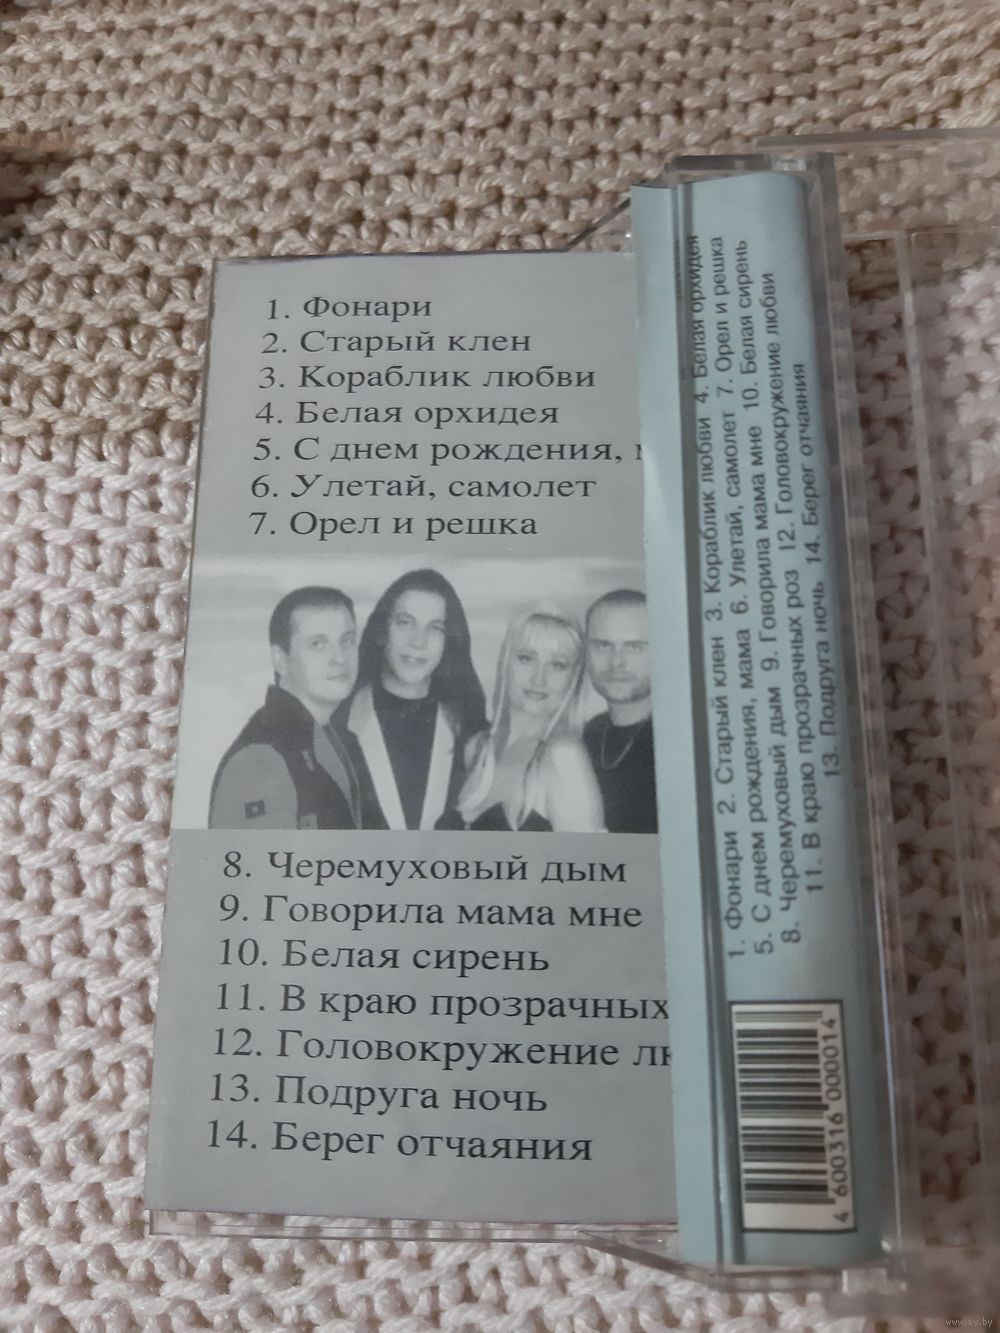 1. Фонари
2. Старый клен
3. Кораблик любви
4. Белая орхидея
5. С днем рождения,
6. Улетай, самолет
7. Орел и решка
8. Черемуховый дым
9. Говорила мама мне
10. Белая сирень
11. В краю прозрачных
12. Головокружение
13. Подруга ночь
14. Берег отчаяния
1. Фонари 2. Старый клен 3. Кораблик любви 4. Белая орхидея
5. С днем рождения, мама 6. Улетай, самолет 7. Орел и решка
8. Черемуховый дым 9. Говорила мама мне 10. Белая сирень
11. В краю прозрачных роз 12. Головокружение любви
13. Подруга ночь 14. Берег отчаяния
4 600316 000014
www.ay.by